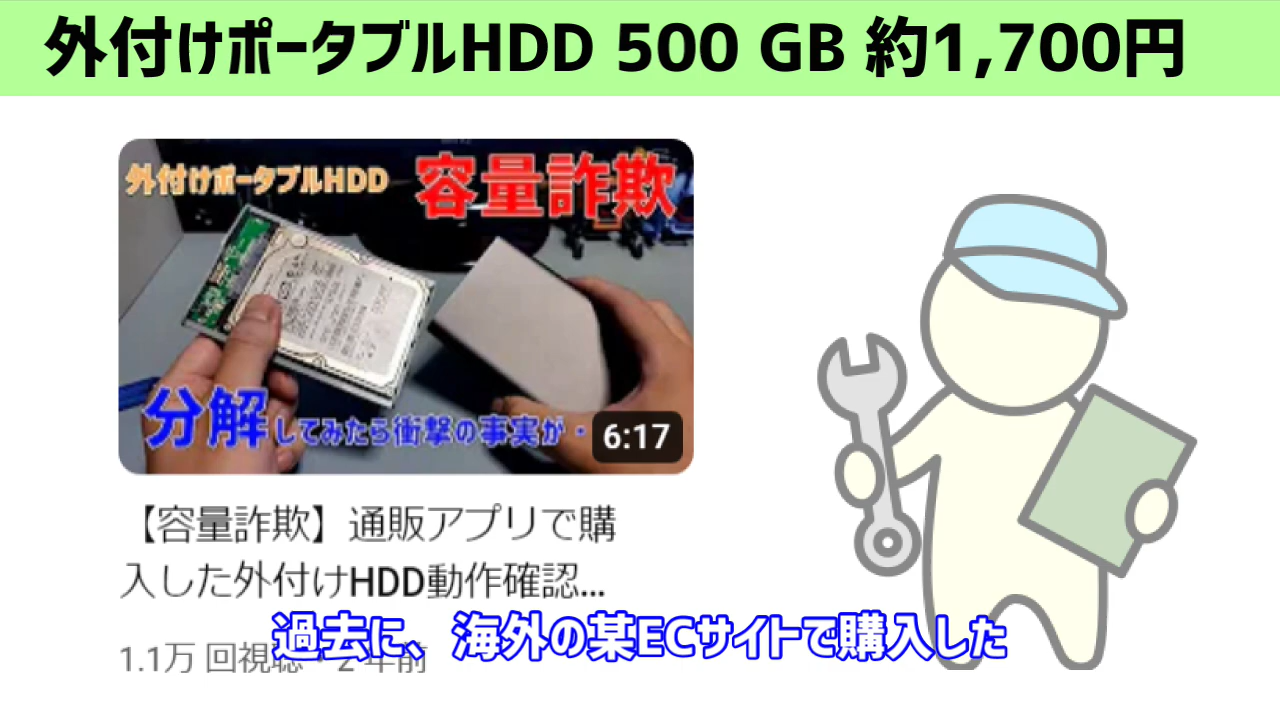 外付けポータブルHDD 500 GB 約1,700円
外付けポータブルHDD 容量詐欺
分解してみたら衝撃の事実が・
6:17
【容量詐欺】通販アプリで購
入した外付けHDD動作確認...
1.1万 回視聴・2 年前
過去に、海外の某ECサイトで購入した